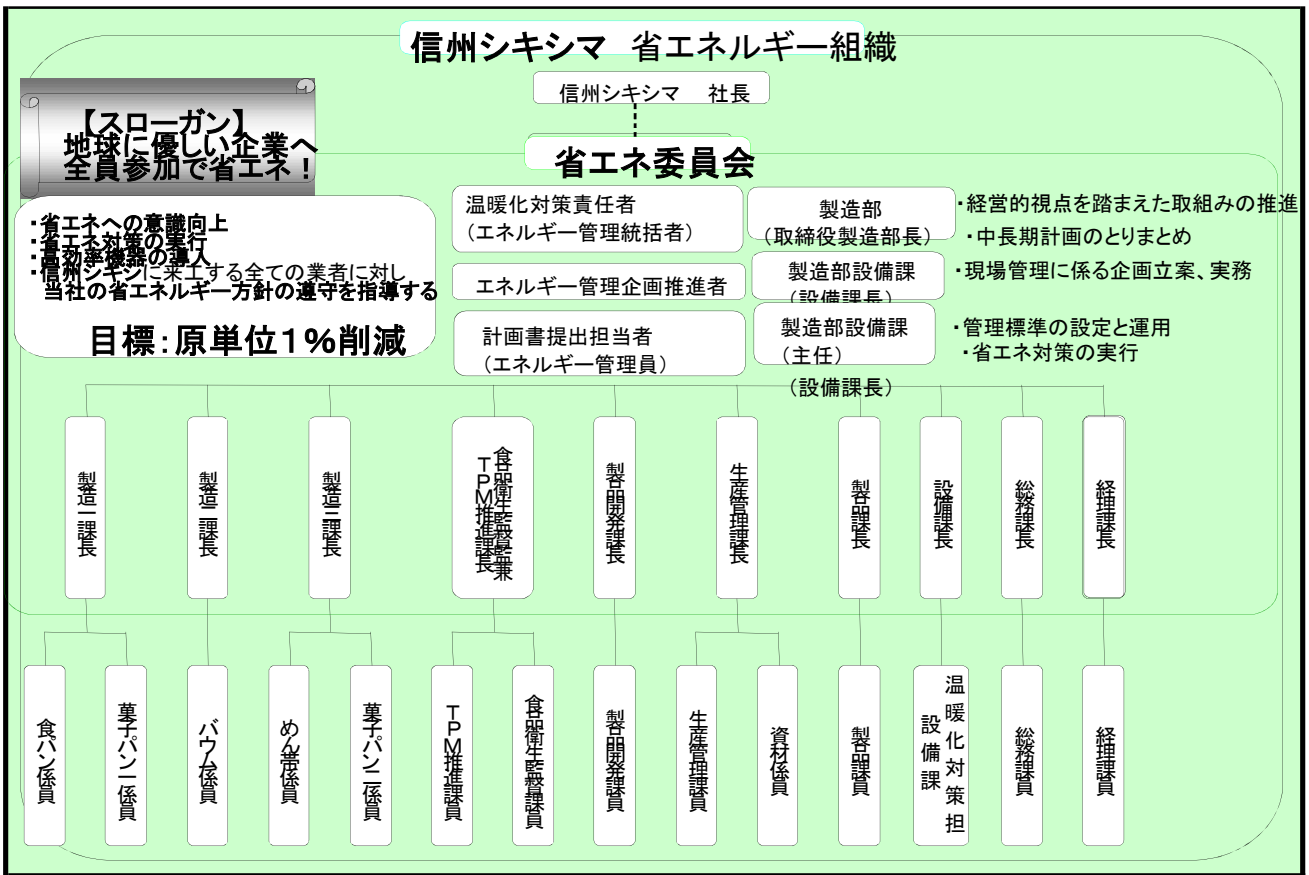 信州シキシマ 省エネルギー組織
信州シキシマ 社長
【スローガン】
地球に優しい企業へ
全員参加で省エネ！
省エネ委員会
・省エネへの意識向上
・省エネ対策の実行
・高効率機器の導入
・信州シキシに来工する全ての業者に対し
当社の省エネルギー方針の遵守を指導する
目標：原単位１％削減
温暖化対策責任者
（エネルギー管理統括者）
製造部
（取締役製造部長）
・経営的視点を踏まえた取組みの推進
・中長期計画のとりまとめ
エネルギー管理企画推進者
製造部設備課
（設備課長）
・現場管理に係る企画立案、実務
計画書提出担当者
（エネルギー管理員）
製造部設備課
（主任）
（設備課長）
・管理標準の設定と運用
・省エネ対策の実行
製造一課長
製造二課長
製造三課長
食品衛生監督監兼
ＴＰＭ推進課長
製品開発課長
生産管理課長
製品課長
設備課長
総務課長
経理課長
食パン係員
菓子パン一係員
バウム係員
めん帯係員
菓子パン二係員
ＴＰＭ推進課員
食品衛生監督課員
製品開発課員
生産管理課員
資材係員
製品課員
温暖化対策担
設備課
総務課員
経理課員